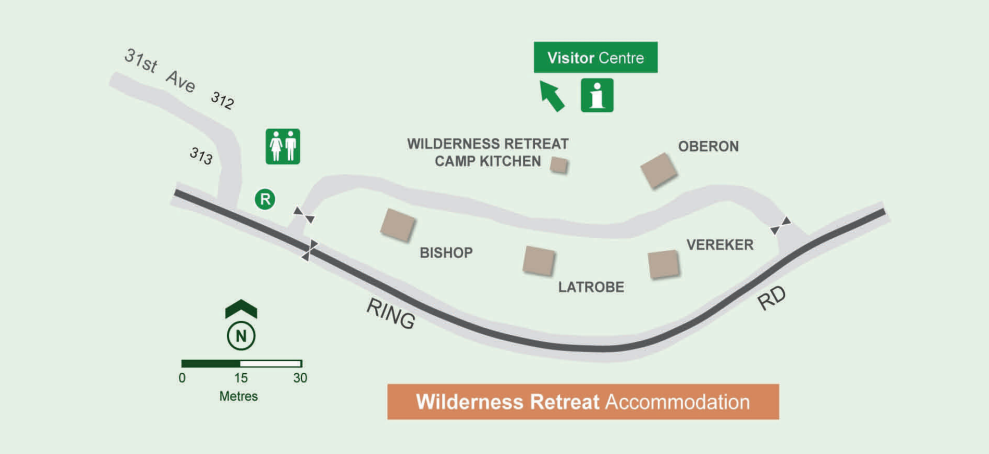 31st Ave
312
313
Visitor Centre
i
WILDERNESS RETREAT
CAMP KITCHEN
OBERON
R
BISHOP
LATROBE
VEREKER
RING
RD
N
0 15 30
Metres
Wilderness Retreat Accommodation